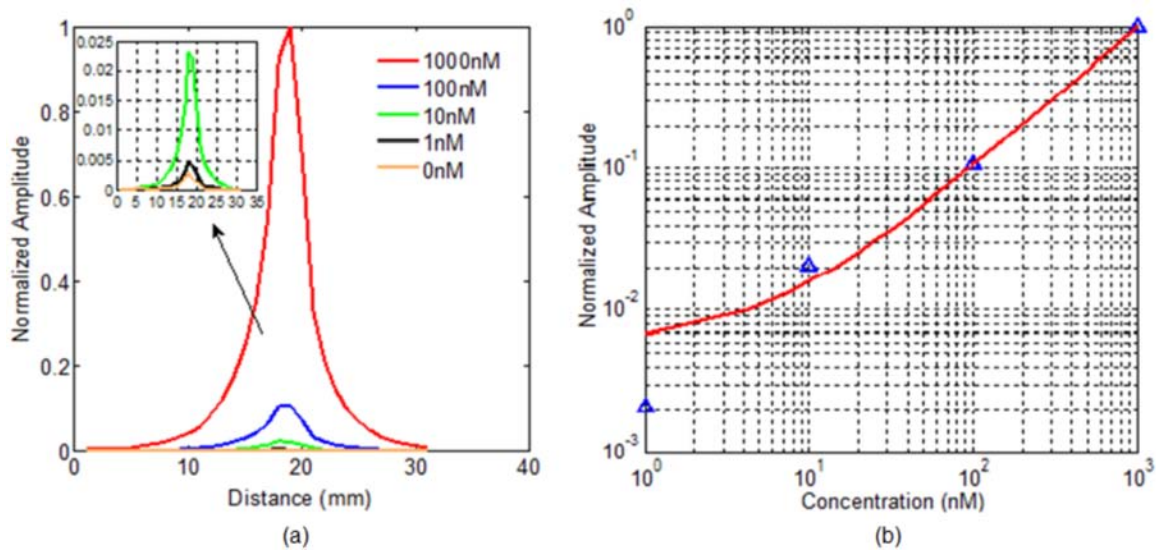 1
0.8
0.6
0.4
0.2
0
0 10 20 30 40
Normalized Amplitude
Distance (mm)
0.025
0.02
0.015
0.01
0.005
0
0 5 10 15 20 25 30 35
1000nM
100nM
10nM
1nM
0nM
(a)
10^0
10^-1
10^-2
10^-3
10^0 10^1 10^2 10^3
Normalized Amplitude
Concentration (nM)
(b)